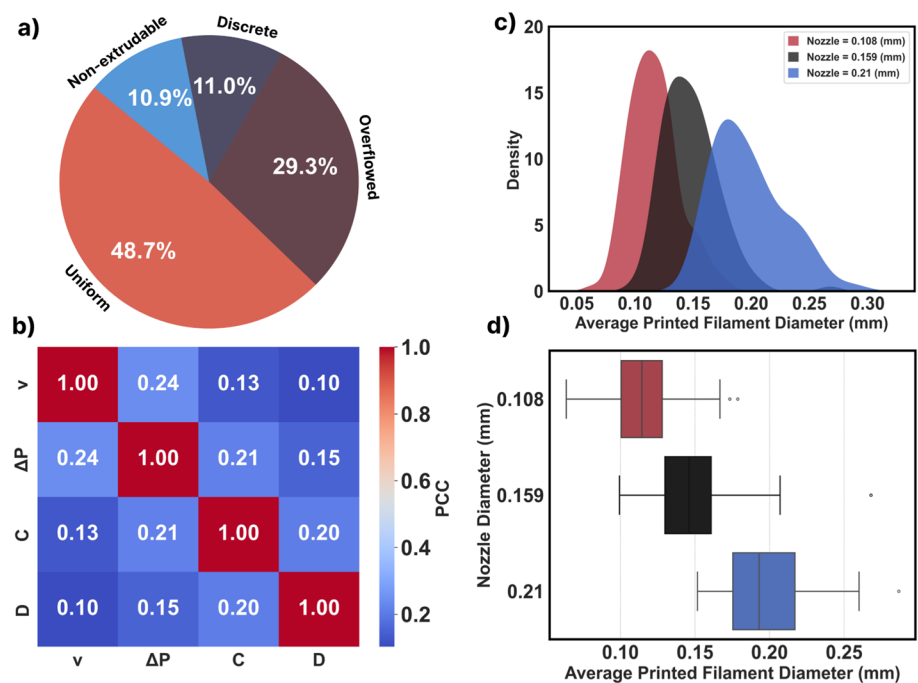 a)
Discrete
Non-extrudable
11.0%
10.9%
Overflowed
29.3%
48.7%
Uniform
b)
v
1.00
0.24
0.13
0.10
ΔP
0.24
1.00
0.21
0.15
C
0.13
0.21
1.00
0.20
D
0.10
0.15
0.20
1.00
v
ΔP
C
D
1.0
0.8
0.6
0.4
0.2
PCC
c)
20
15
10
5
0
Density
Nozzle = 0.108 (mm)
Nozzle = 0.159 (mm)
Nozzle = 0.21 (mm)
0.05
0.10
0.15
0.20
0.25
0.30
Average Printed Filament Diameter (mm)
d)
Nozzle Diameter (mm)
0.108
0.159
0.21
0.10
0.15
0.20
0.25
Average Printed Filament Diameter (mm)